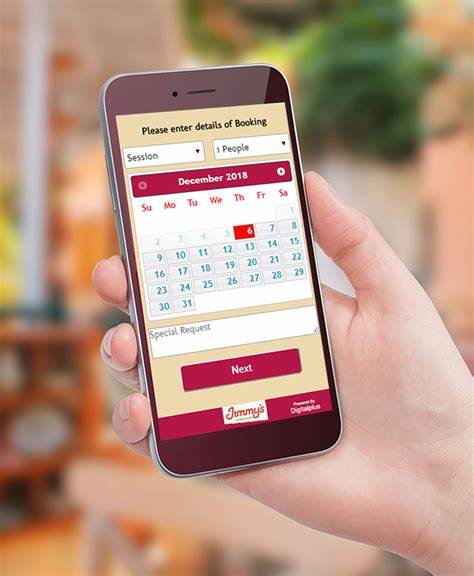 Please enter details of Booking
Session 1 People
December 2018
Su Mo Tu We Th Fr Sa
1
2 3 4 5 6 7 8
9 10 11 12 13 14 15
16 17 18 19 20 21 22
23 24 25 26 27 28 29
30 31
Special Request
Next
Jimmy's
Powered By
Digitalplus